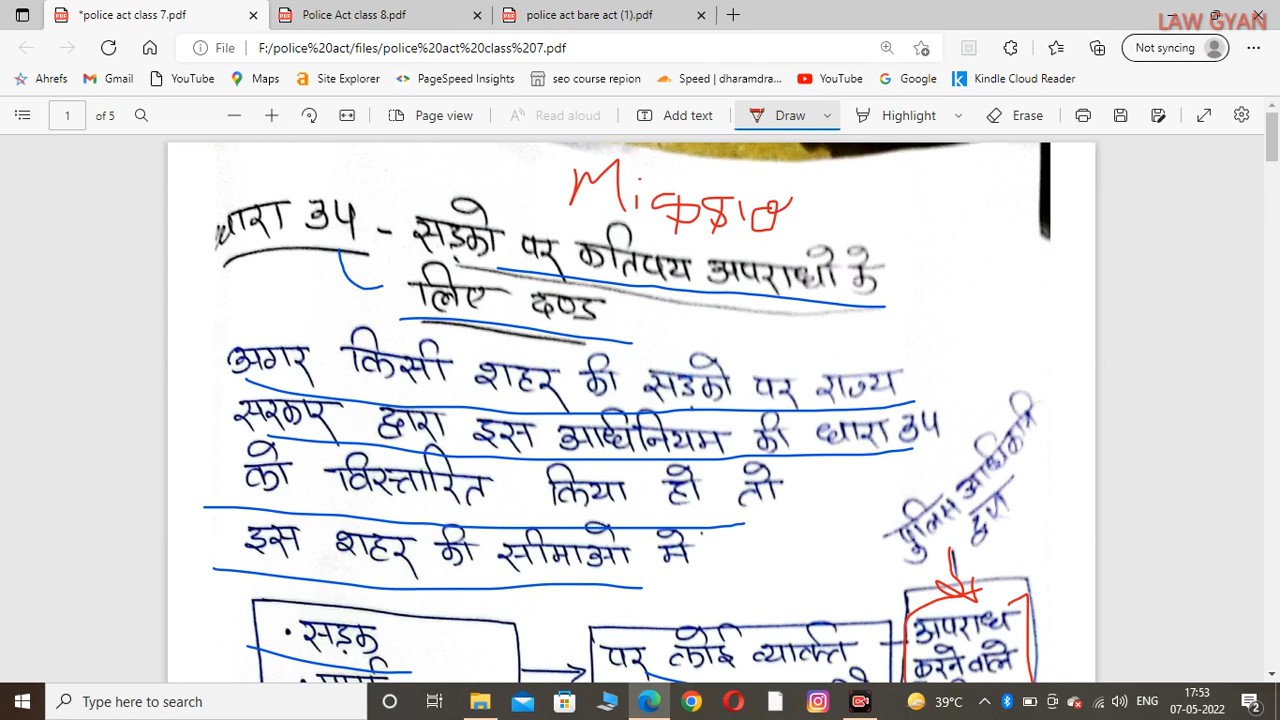 *police act class 7.pdf
Police Act class 8.pdf
police act bare act (1).pdf
LAW GYAN
File
F:/police%20act/files/police%20act%20class%207.pdf
Not syncing
Ahrefs
Gmail
YouTube
Maps
Site Explorer
PageSpeed Insights
seo course repion
Speed | dharamdra...
YouTube
Google
Kindle Cloud Reader
1 of 5
Page view
Read aloud
Add text
Draw
Highlight
Erase
धारा 34 - सड़को पर कतिपय अपराधो के
लिए दण्ड
अगर किसी शहर की सड़को पर राज्य
सरकार द्वारा इस अधिनियम की धारा 34
को विस्तारित किया हो तो
इस शहर की सीमाओ में
पुलिस अधिकारी
द्वारा
• सड़क
पर कोई व्यक्ति
अपराध
करने वाले
Type here to search
39°C
ENG
17:53
07-05-2022
2